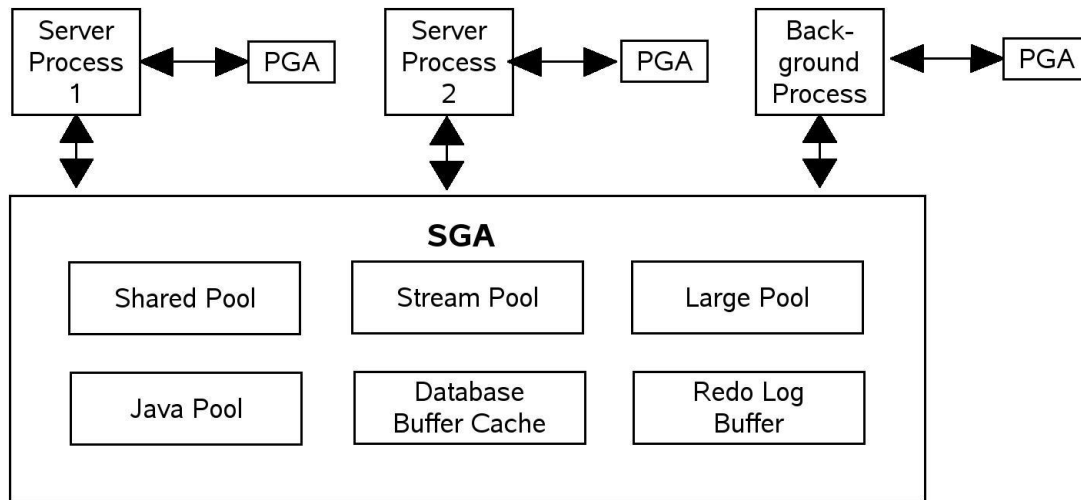 Server
Process
1
PGA
Server
Process
2
PGA
Back-
ground
Process
PGA
SGA
Shared Pool
Stream Pool
Large Pool
Java Pool
Database
Buffer Cache
Redo Log
Buffer